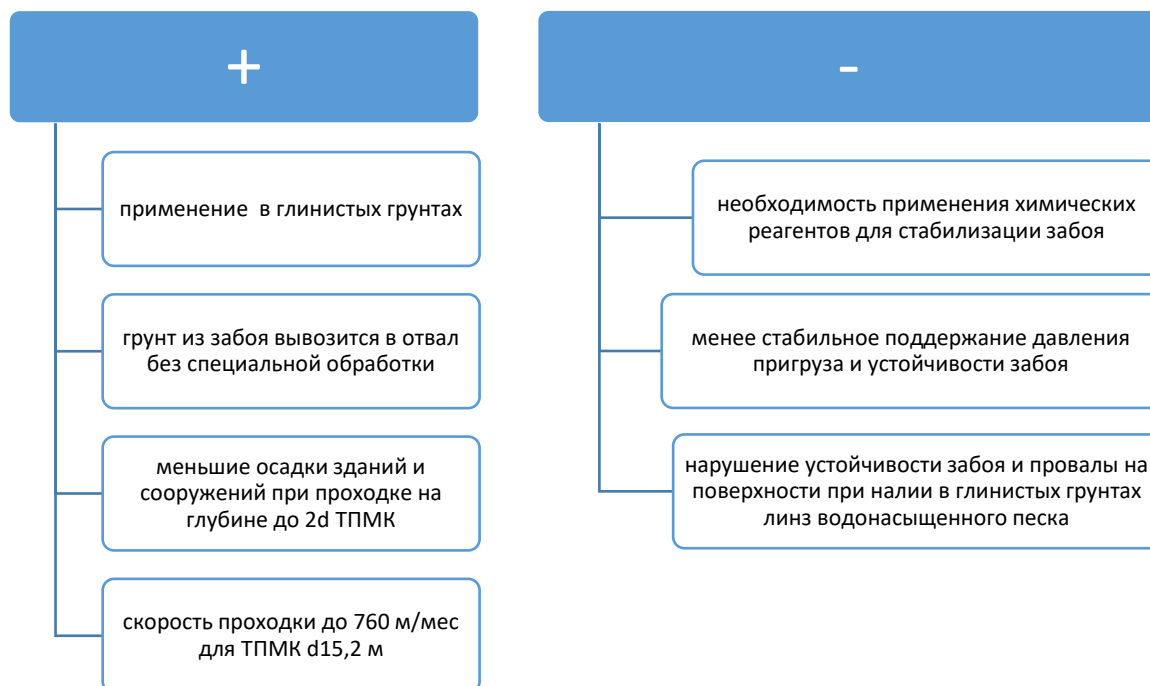 +
применение в глинистых грунтах
грунт из забоя вывозится в отвал
без специальной обработки
меньшие осадки зданий и
сооружений при проходке на
глубине до 2d ТПМК
скорость проходки до 760 м/мес
для ТПМК d15,2 м
-
необходимость применения химических
реагентов для стабилизации забоя
менее стабильное поддержание давления
пригруза и устойчивости забоя
нарушение устойчивости забоя и провалы на
поверхности при налии в глинистых грунтах
линз водонасыщенного песка